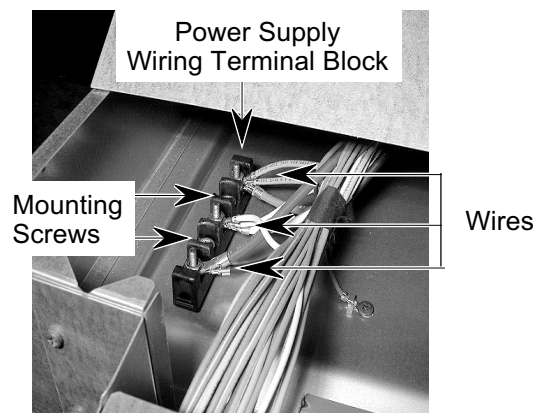 Power Supply
Wiring Terminal Block
Mounting
Screws
Wires